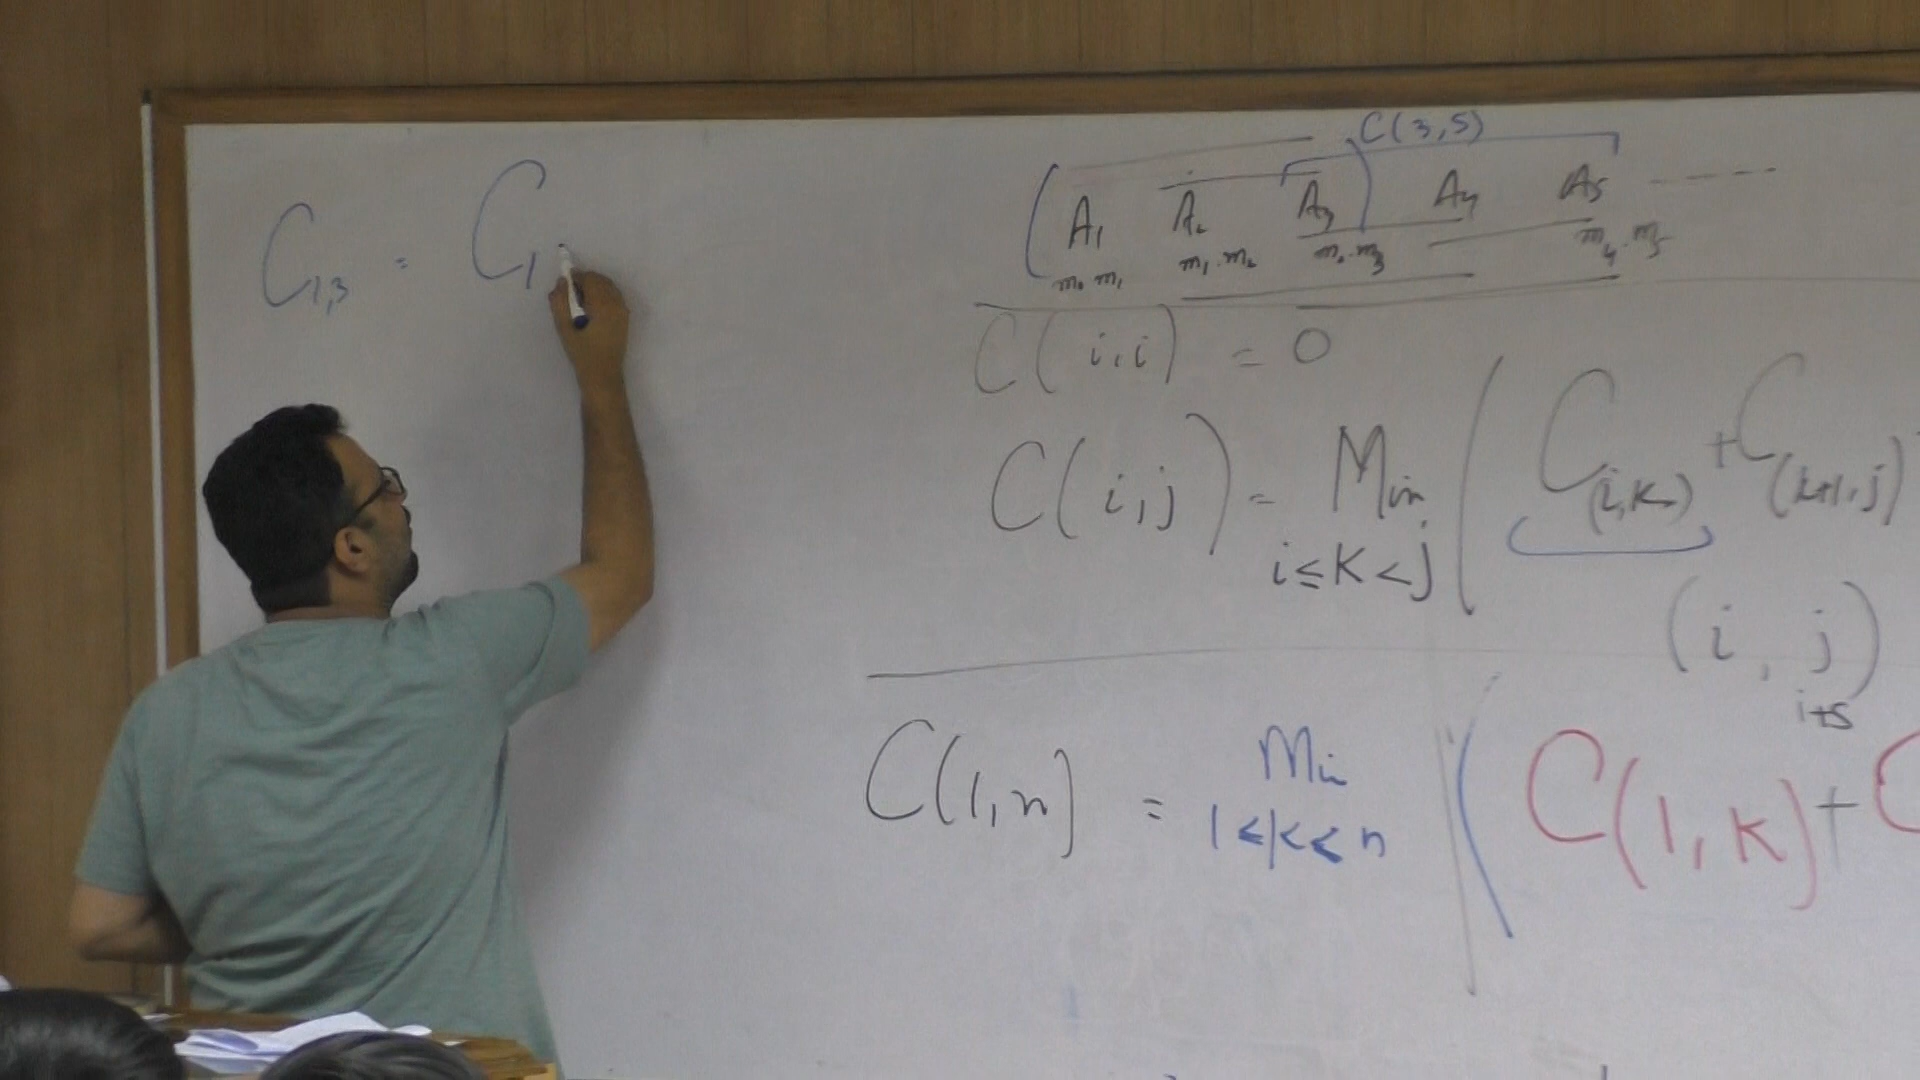 C1,3 = C1
C(3,5)
( A1 A2 A3 ) A4 A5 -----
m0.m1 m1.m2 m2.m3 m4.m5
C(i,i) = 0
C(i,j) = Min ( C(i,k) + C(k+1,j)
i≤K<j
(i, j)
i+s
C(1,n) = Min ( C(1,K) + C
1≤k≤n